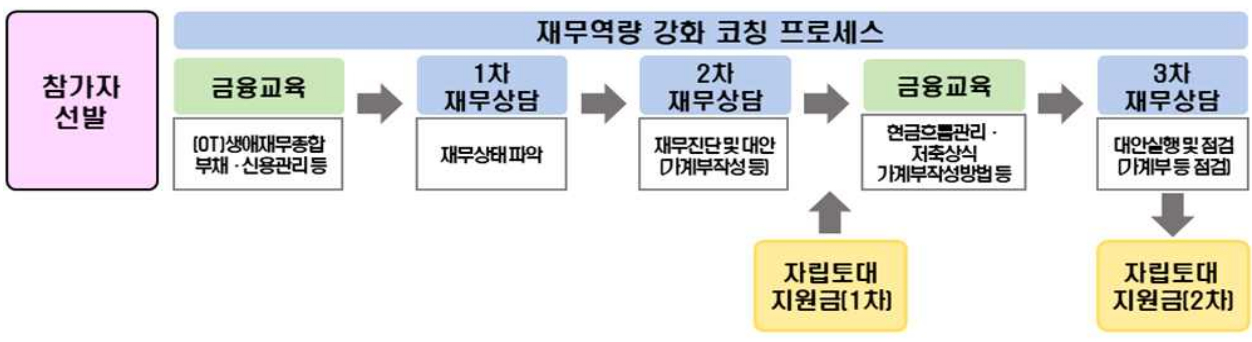 재무역량 강화 코칭 프로세스
참가자
선발
금융교육
(OT)생애재무종합
부채·신용관리 등
1차
재무상담
재무상태 파악
2차
재무상담
재무진단 및 대안
(가계부작성 등)
금융교육
현금흐름관리·
저축상식
가계부작성방법 등
3차
재무상담
대안실행 및 점검
(가계부 등 점검)
자립토대
지원금(1차)
자립토대
지원금(2차)